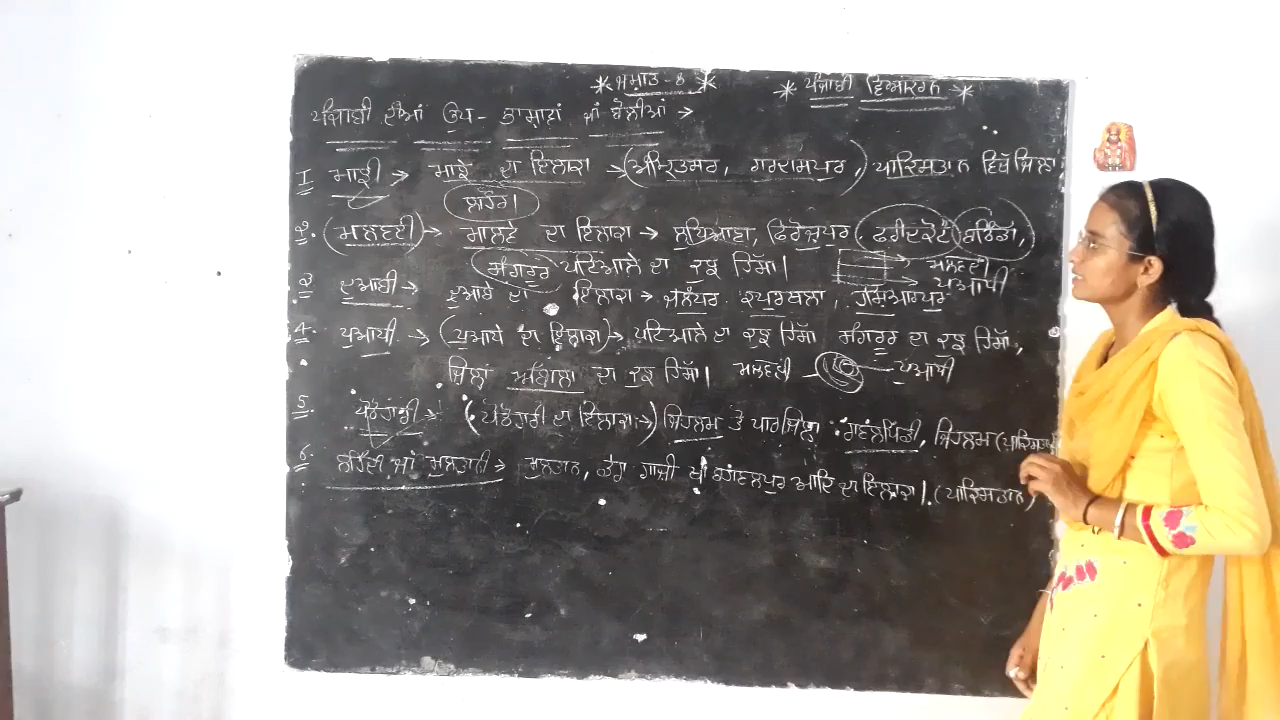 ਜਮਾਤ - 8 ਪੰਜਾਬੀ ਵਿਆਕਰਨ
ਪੰਜਾਬੀ ਦੀਆਂ ਉਪ - ਭਾਸ਼ਾਵਾਂ ਜਾਂ ਬੋਲੀਆਂ →
1. ਮਾਝੀ → ਮਾਝੇ ਦਾ ਇਲਾਕਾ → (ਅੰਮ੍ਰਿਤਸਰ, ਗੁਰਦਾਸਪੁਰ,) ਪਾਕਿਸਤਾਨ ਵਿਚੋਂ ਜ਼ਿਲਾ,
ਲਾਹੌਰ।
2. (ਮਲਵਈ) → ਮਾਲਵੇ ਦਾ ਇਲਾਕਾ → ਲੁਧਿਆਣਾ, ਫਿਰੋਜ਼ਪੁਰ, ਫਰੀਦਕੋਟ, ਬਠਿੰਡਾ,
ਸੰਗਰੂਰ ਪਟਿਆਲੇ ਦਾ ਕੁਝ ਹਿੱਸਾ। ਮਲਵਈ
ਪੁਆਧੀ
3 ਦੁਆਬੀ → ਦੁਆਬੇ ਦਾ ਇਲਾਕਾ → ਜਲੰਧਰ ਕਪੂਰਥਲਾ, ਹੁਸ਼ਿਆਰਪੁਰ
4. ਪੁਆਧੀ → (ਪੁਆਧੇ ਦਾ ਇਲਾਕਾ) → ਪਟਿਆਲੇ ਦਾ ਕੁਝ ਹਿੱਸਾ ਸੰਗਰੂਰ ਦਾ ਕੁਝ ਹਿੱਸਾ,
ਜ਼ਿਲਾ ਅੰਬਾਲਾ ਦਾ ਕੁਝ ਹਿੱਸਾ। ਮਲਵਈ ਪੁਆਧੀ
5. ਪੋਠੋਹਾਰੀ → (ਪੋਠੋਹਾਰੀ ਦਾ ਇਲਾਕਾ →) ਜਿਹਲਮ ਤੋਂ ਪਾਰ ਜ਼ਿਲ੍ਹਾ ਰਾਵਲਪਿੰਡੀ, ਜਿਹਲਮ (ਪਾਕਿਸਤਾਨ
6. ਲਹਿੰਦੀ ਜਾਂ ਮੁਲਤਾਨੀ → ਮੁਲਤਾਨ, ਡੇਰਾ ਗਾਜ਼ੀ ਖਾਂ ਬਹਾਵਲਪੁਰ ਆਦਿ ਦਾ ਇਲਾਕਾ। (ਪਾਕਿਸਤਾਨ)